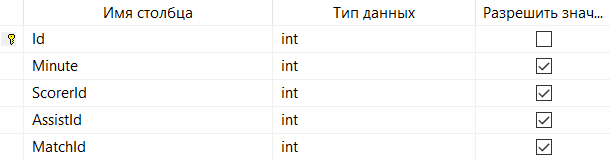 Имя столбца Тип данных Разрешить знач...
Id int
Minute int
ScorerId int
AssistId int
MatchId int